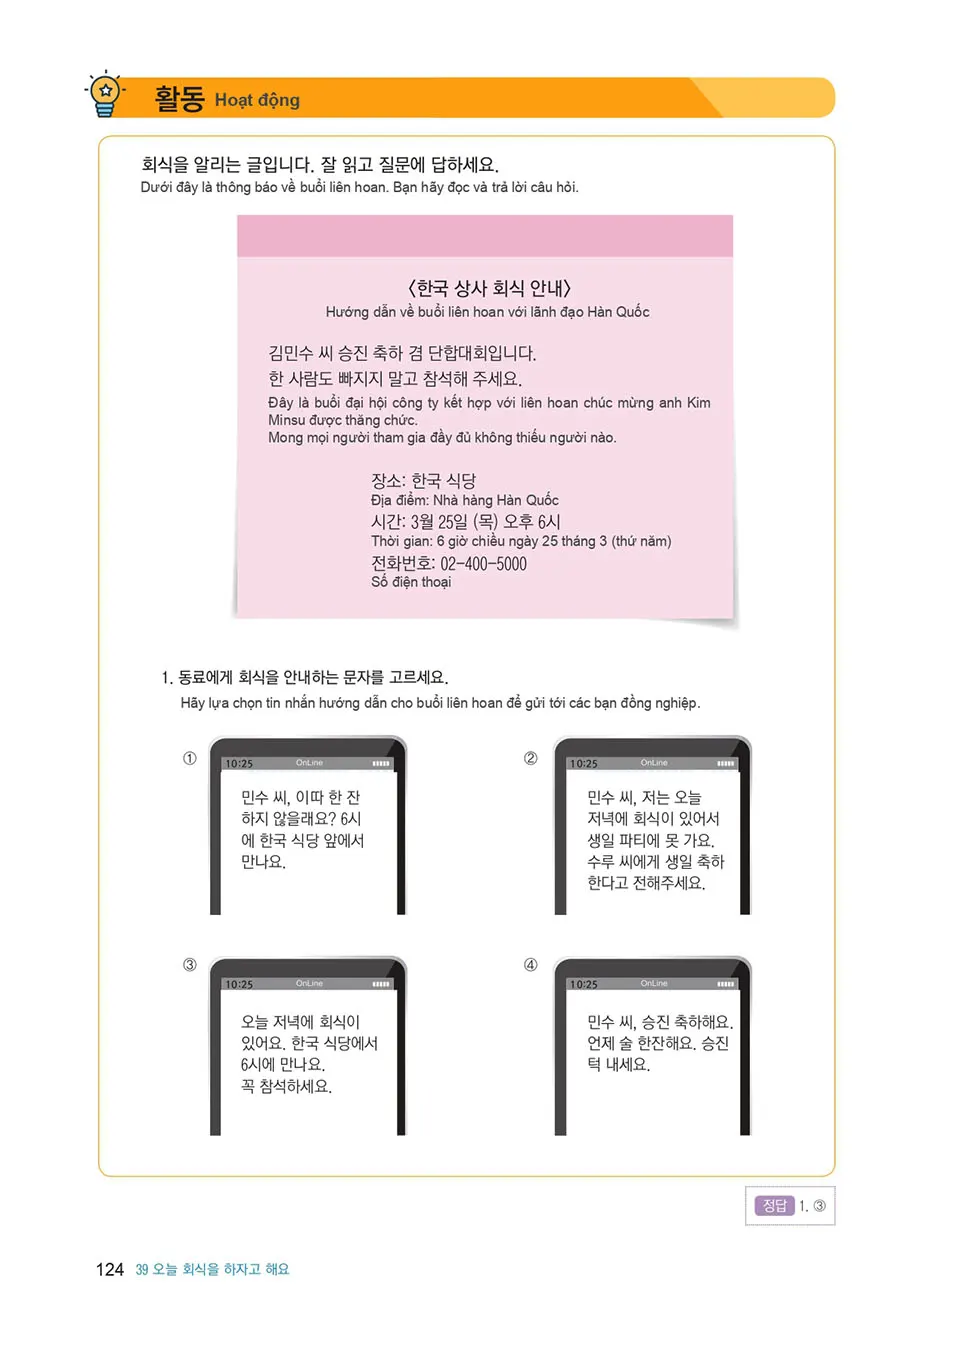 활동 Hoạt động
회식을 알리는 글입니다. 잘 읽고 질문에 답하세요.
Dưới đây là thông báo về buổi liên hoan. Bạn hãy đọc và trả lời câu hỏi.
〈한국 상사 회식 안내〉
Hướng dẫn về buổi liên hoan với lãnh đạo Hàn Quốc
김민수 씨 승진 축하 겸 단합대회입니다.
한 사람도 빠지지 말고 참석해 주세요.
Đây là buổi đại hội công ty kết hợp với liên hoan chúc mừng anh Kim
Minsu được thăng chức.
Mong mọi người tham gia đầy đủ không thiếu người nào.
장소: 한국 식당
Địa điểm: Nhà hàng Hàn Quốc
시간: 3월 25일 (목) 오후 6시
Thời gian: 6 giờ chiều ngày 25 tháng 3 (thứ năm)
전화번호: 02-400-5000
Số điện thoại
1. 동료에게 회식을 안내하는 문자를 고르세요.
Hãy lựa chọn tin nhắn hướng dẫn cho buổi liên hoan để gửi tới các bạn đồng nghiệp.
①
10:25 OnLine
민수 씨, 이따 한 잔
하지 않을래요? 6시
에 한국 식당 앞에서
만나요.
②
10:25 OnLine
민수 씨, 저는 오늘
저녁에 회식이 있어서
생일 파티에 못 가요.
수루 씨에게 생일 축하
한다고 전해주세요.
③
10:25 OnLine
오늘 저녁에 회식이
있어요. 한국 식당에서
6시에 만나요.
꼭 참석하세요.
④
10:25 OnLine
민수 씨, 승진 축하해요.
언제 술 한잔해요. 승진
턱 내세요.
정답 1. ③
124 39 오늘 회식을 하자고 해요